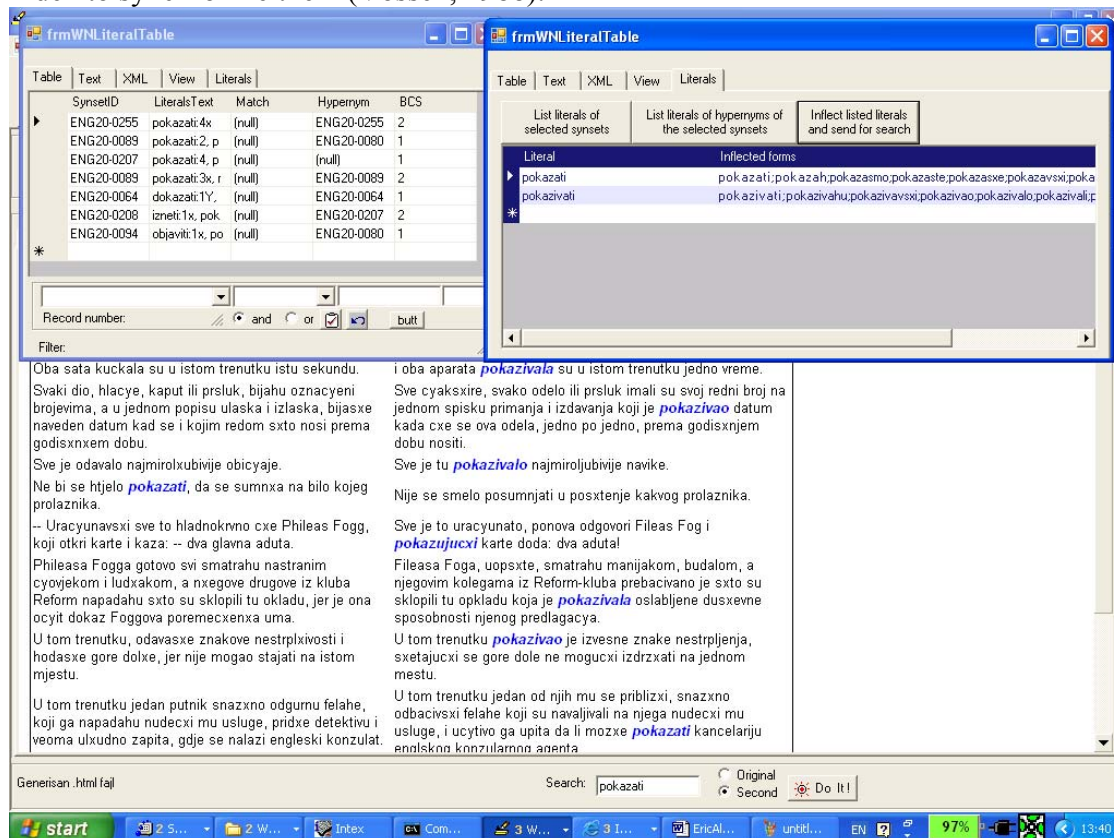 frmWNLiteralTable
Table Text XML View Literals
SynsetID LiteralsText Match Hypernym BCS
ENG20-0255 pokazati:4x (null) ENG20-0255 2
ENG20-0089 pokazati:2, p (null) ENG20-0080 1
ENG20-0207 pokazati:4, p (null) (null) 1
ENG20-0089 pokazati:3x, r (null) ENG20-0089 2
ENG20-0064 dokazati:1Y, (null) ENG20-0064 1
ENG20-0208 izneti:1x, pok (null) ENG20-0207 2
ENG20-0094 objaviti:1x, po (null) ENG20-0080 1
Record number: and or butt
Filter:
frmWNLiteralTable
Table Text XML View Literals
List literals of
selected synsets
List literals of hypernyms of
the selected synsets
Inflect listed literals
and send for search
Literal Inflected forms
pokazati pokazati;pokazah;pokazasmo;pokazaste;pokazasxe;pokazavsxi;poka
pokazivati pokazivati;pokazivahu;pokazivavsxi;pokazivao;pokazivalo;pokazivali;p
Oba sata kuckala su u istom trenutku istu sekundu.
i oba aparata pokazivala su u istom trenutku jedno vreme.
Svaki dio, hlacye, kaput ili prsluk, bijahu oznacyeni
brojevima, a u jednom popisu ulaska i izlaska, bijasxe
naveden datum kad se i kojim redom sxto nosi prema
godisxnxem dobu.
Sve cyaksxire, svako odelo ili prsluk imali su svoj redni broj na
jednom spisku primanja i izdavanja koji je pokazivao datum
kada cxe se ova odela, jedno po jedno, prema godisxnjem
dobu nositi.
Sve je odavalo najmirolxubivije obicyaje.
Sve je tu pokazivalo najmiroljubivije navike.
Ne bi se htjelo pokazati, da se sumnxa na bilo kojeg
prolaznika.
Nije se smelo posumnjati u posxtenje kakvog prolaznika.
-- Uracyunavsxi sve to hladnokrvno cxe Phileas Fogg,
koji otkri karte i kaza: -- dva glavna aduta.
Sve je to uracyunato, ponova odgovori Fileas Fog i
pokazujucxi karte doda: dva aduta!
Phileasa Fogga gotovo svi smatrahu nastranim
cyovjekom i ludxakom, a nxegove drugove iz kluba
Reform napadahu sxto su sklopili tu okladu, jer je ona
ocyit dokaz Foggova poremecxenxa uma.
Fileasa Foga, uopsxte, smatrahu manijakom, budalom, a
njegovim kolegama iz Reform-kluba prebacivano je sxto su
sklopili tu opkladu koja je pokazivala oslabljene dusxevne
sposobnosti njenog predlagacya.
U tom trenutku, odavasxe znakove nestrplxivosti i
hodasxe gore dolxe, jer nije mogao stajati na istom
mjestu.
U tom trenutku pokazivao je izvesne znake nestrpljenja,
sxetajucxi se gore dole ne mogucxi izdrzxati na jednom
mestu.
U tom trenutku jedan putnik snazxno odgurnu felahe,
koji ga napadahu nudecxi mu usluge, pridxe detektivu i
veoma ulxudno zapita, gdje se nalazi engleski konzulat.
U tom trenutku jedan od njih mu se priblizxi, snazxno
odbacivsxi felahe koji su navaljivali na njega nudecxi mu
usluge, i ucytivo ga upita da li mozxe pokazati kancelariju
englskog konzularnog agenta
Generisan .html fajl
Search: pokazati
Original
Second
Do It!
start 2 S... 2 W... Intex Com... 3 W... 3 I... EricAl... untitl... EN 97% 13:40